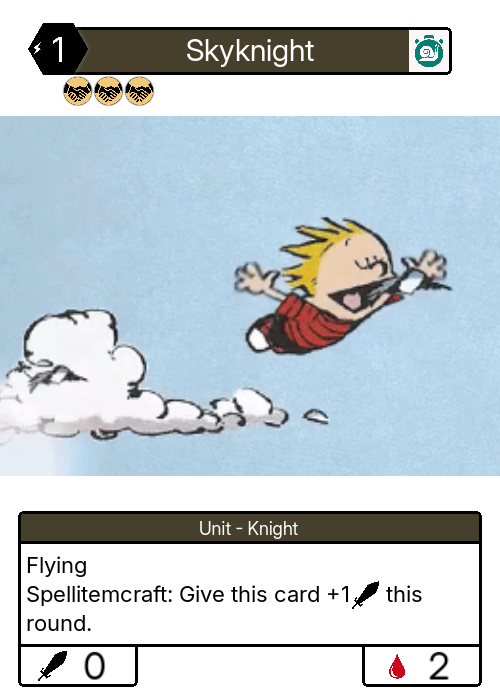 1
Skyknight
Unit - Knight
Flying
Spellitemcraft: Give this card +1 this
round.
0
2